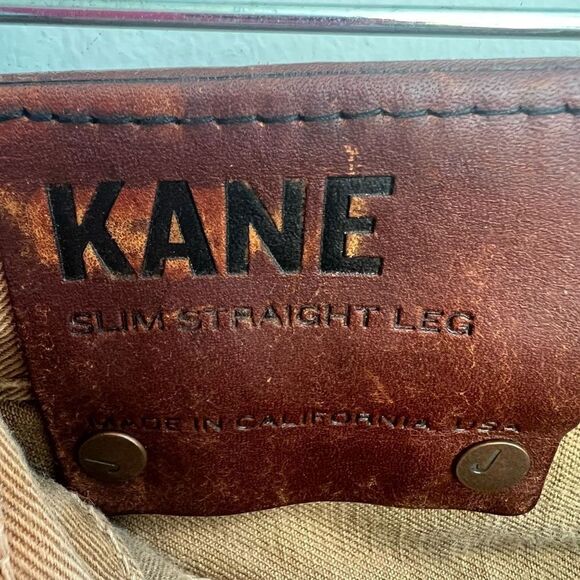 KANE
SLIM STRAIGHT LEG
MADE IN CALIFORNIA, USA
J J